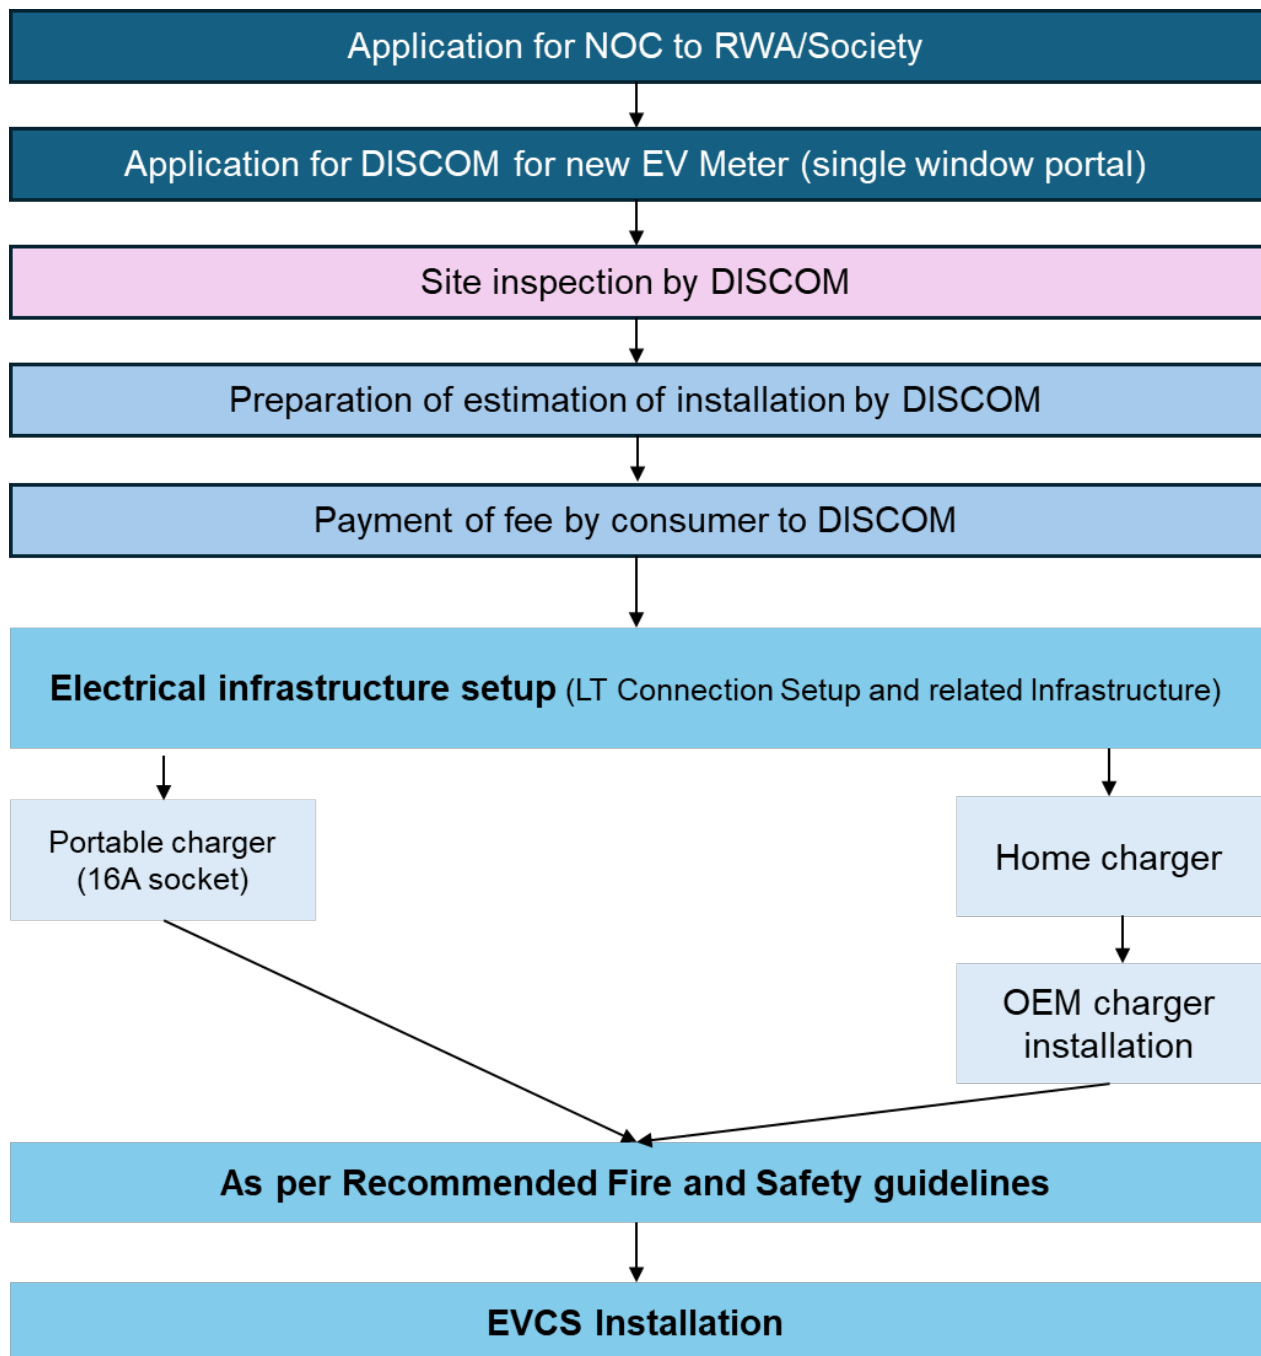 Application for NOC to RWA/Society
Application for DISCOM for new EV Meter (single window portal)
Site inspection by DISCOM
Preparation of estimation of installation by DISCOM
Payment of fee by consumer to DISCOM
Electrical infrastructure setup (LT Connection Setup and related Infrastructure)
Portable charger
(16A socket)
Home charger
OEM charger
installation
As per Recommended Fire and Safety guidelines
EVCS Installation